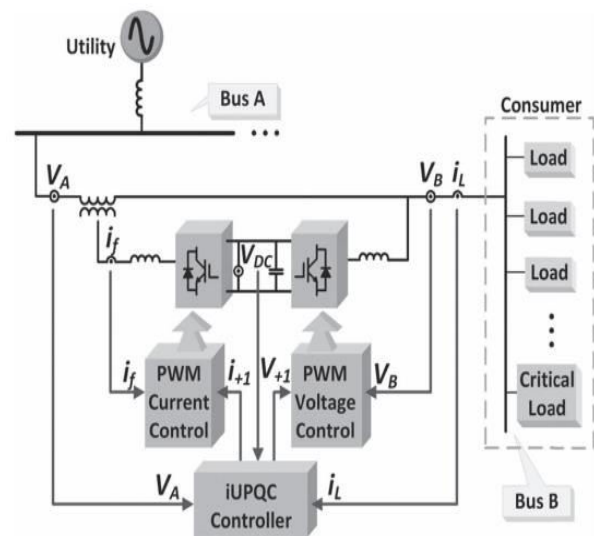 Utility
Bus A
• • •
Consumer
V_A
V_B i_L
Load
Load
Load
Critical
Load
i_f
V_DC
i_f
PWM
Current
Control
i_+1
V_+1
PWM
Voltage
Control
V_B
V_A
iUPQC
Controller
i_L
Bus B